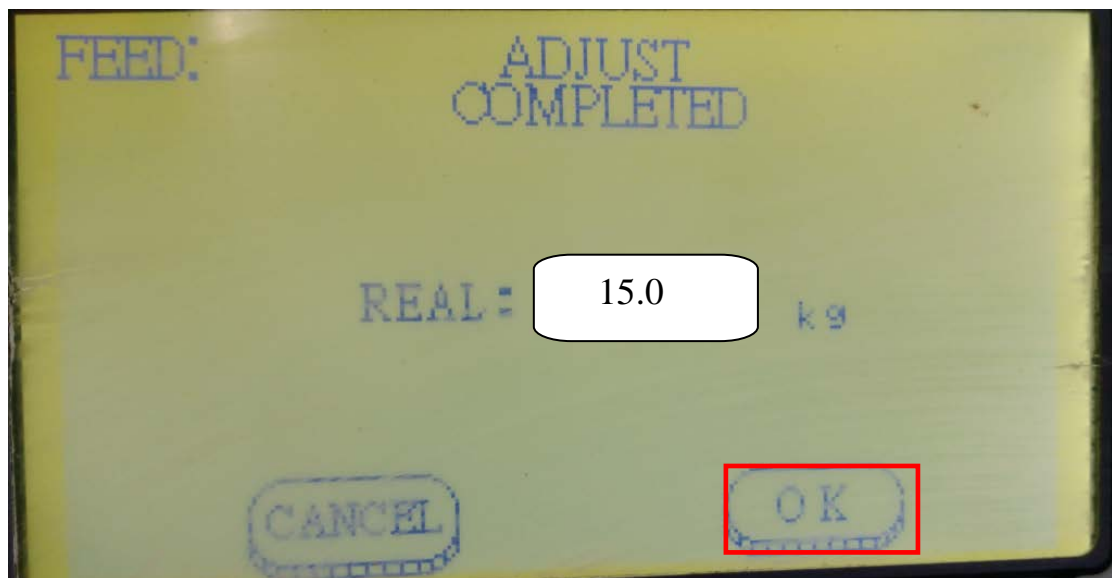 FEED:
ADJUST
COMPLETED
REAL: 15.0 kg
CANCEL
OK